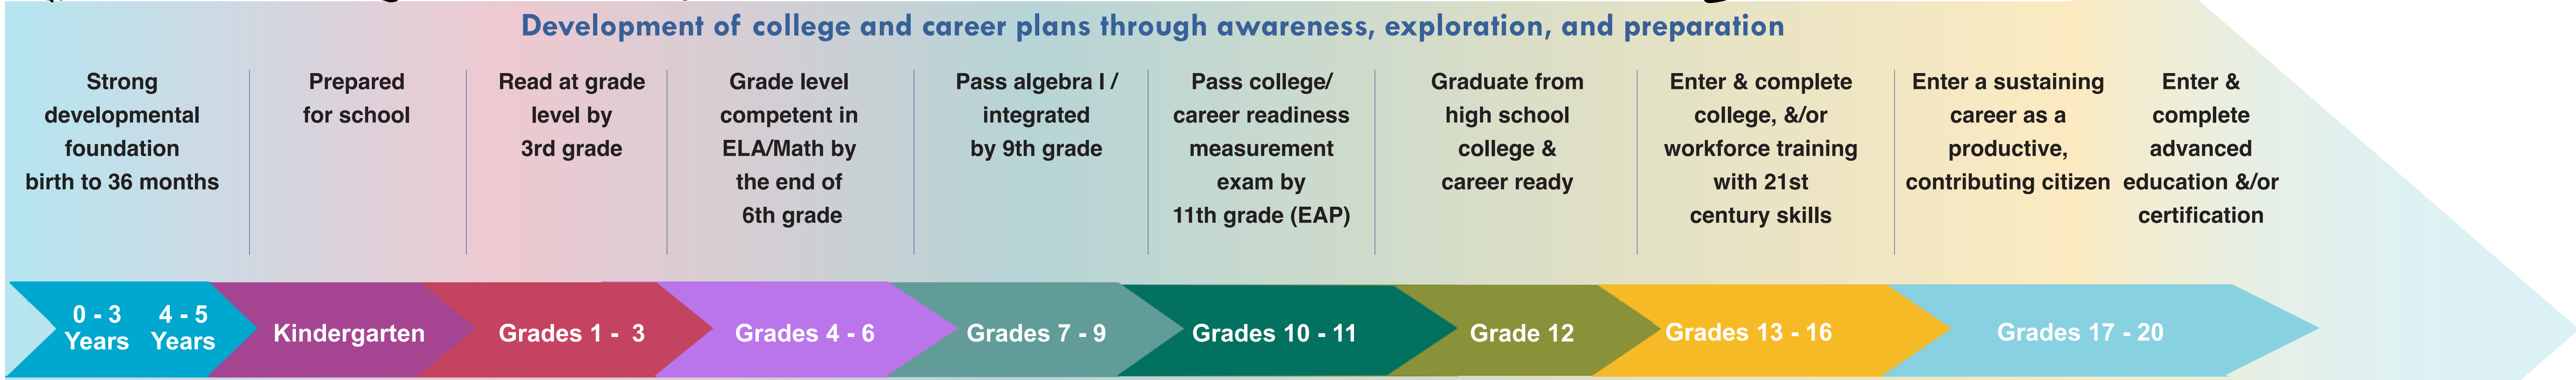 Development of college and career plans through awareness, exploration, and preparation
Strong
developmental
foundation
birth to 36 months
Prepared
for school
Read at grade
level by
3rd grade
Grade level
competent in
ELA/Math by
the end of
6th grade
Pass algebra I /
integrated
by 9th grade
Pass college/
career readiness
measurement
exam by
11th grade (EAP)
Graduate from
high school
college &
career ready
Enter & complete
college, &/or
workforce training
with 21st
century skills
Enter a sustaining
career as a
productive,
contributing citizen
Enter &
complete
advanced
education &/or
certification
0 - 3
Years
4 - 5
Years
Kindergarten
Grades 1 - 3
Grades 4 - 6
Grades 7 - 9
Grades 10 - 11
Grade 12
Grades 13 - 16
Grades 17 - 20